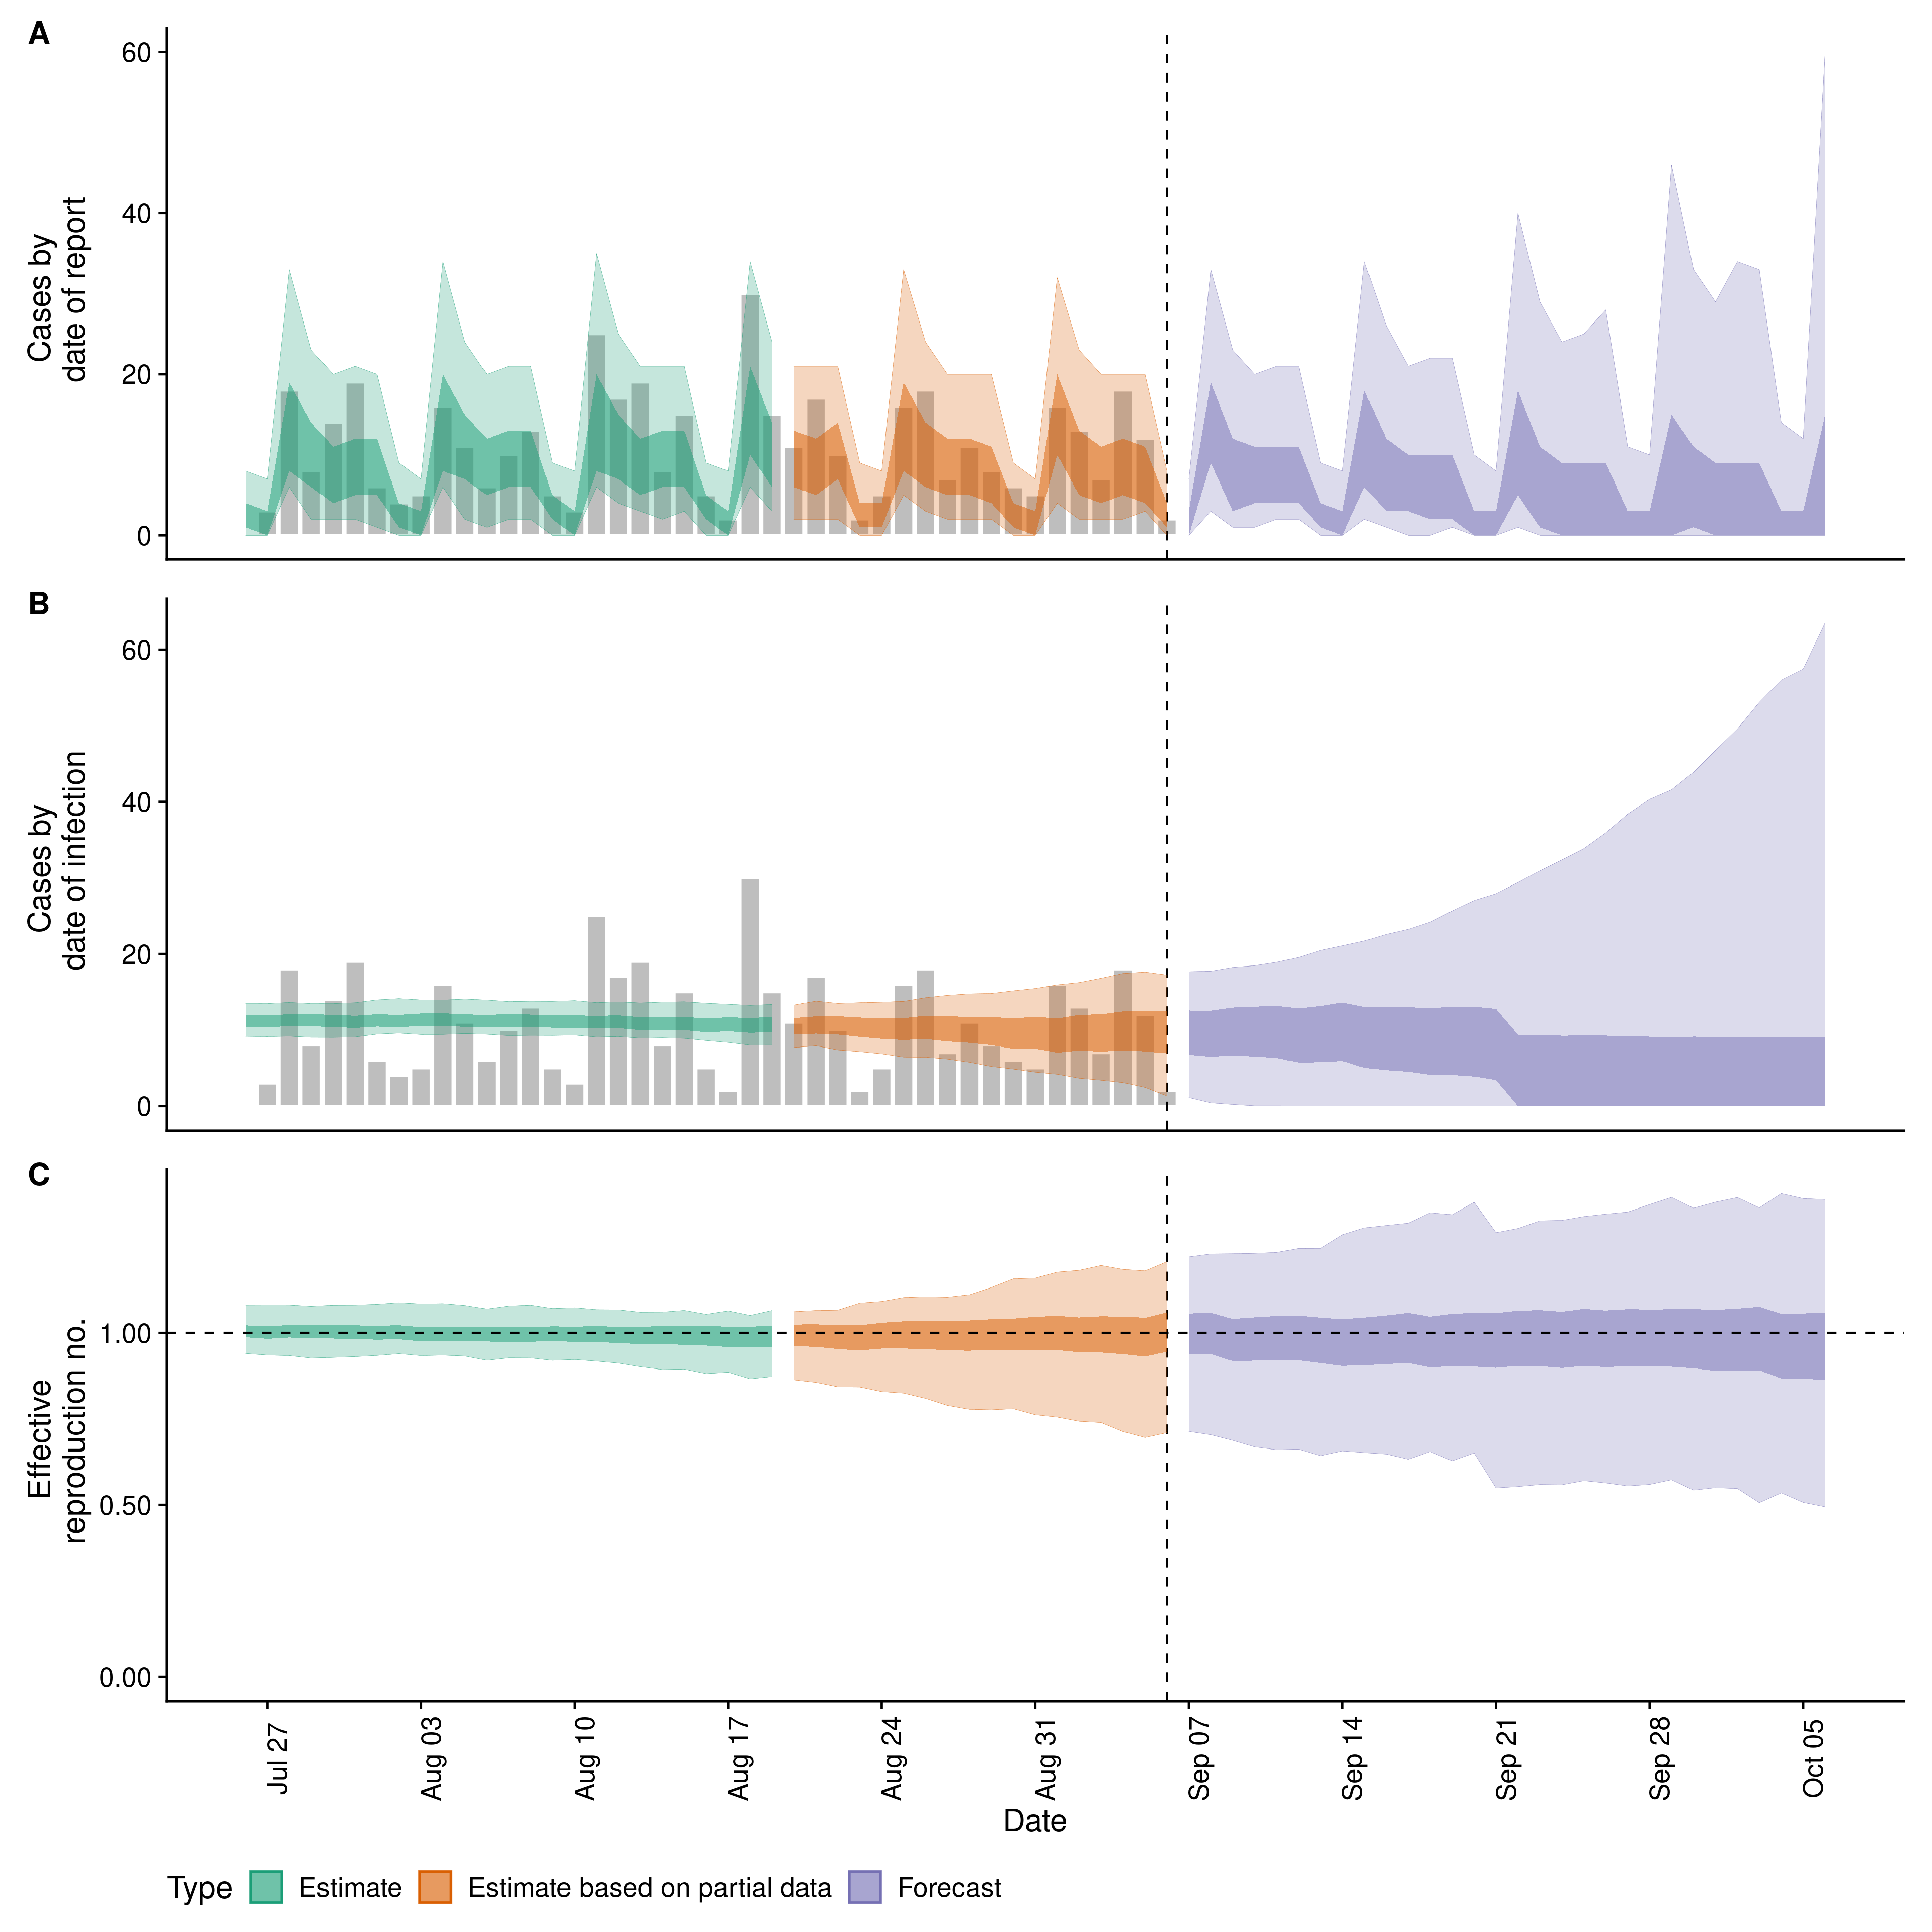 A
60
40
20
0
Cases by
date of report
B
60
40
20
0
Cases by
date of infection
C
1.00
0.50
0.00
Effective
reproduction no.
Jul 27
Aug 03
Aug 10
Aug 17
Aug 24
Aug 31
Sep 07
Sep 14
Sep 21
Sep 28
Oct 05
Date
Type Estimate Estimate based on partial data Forecast